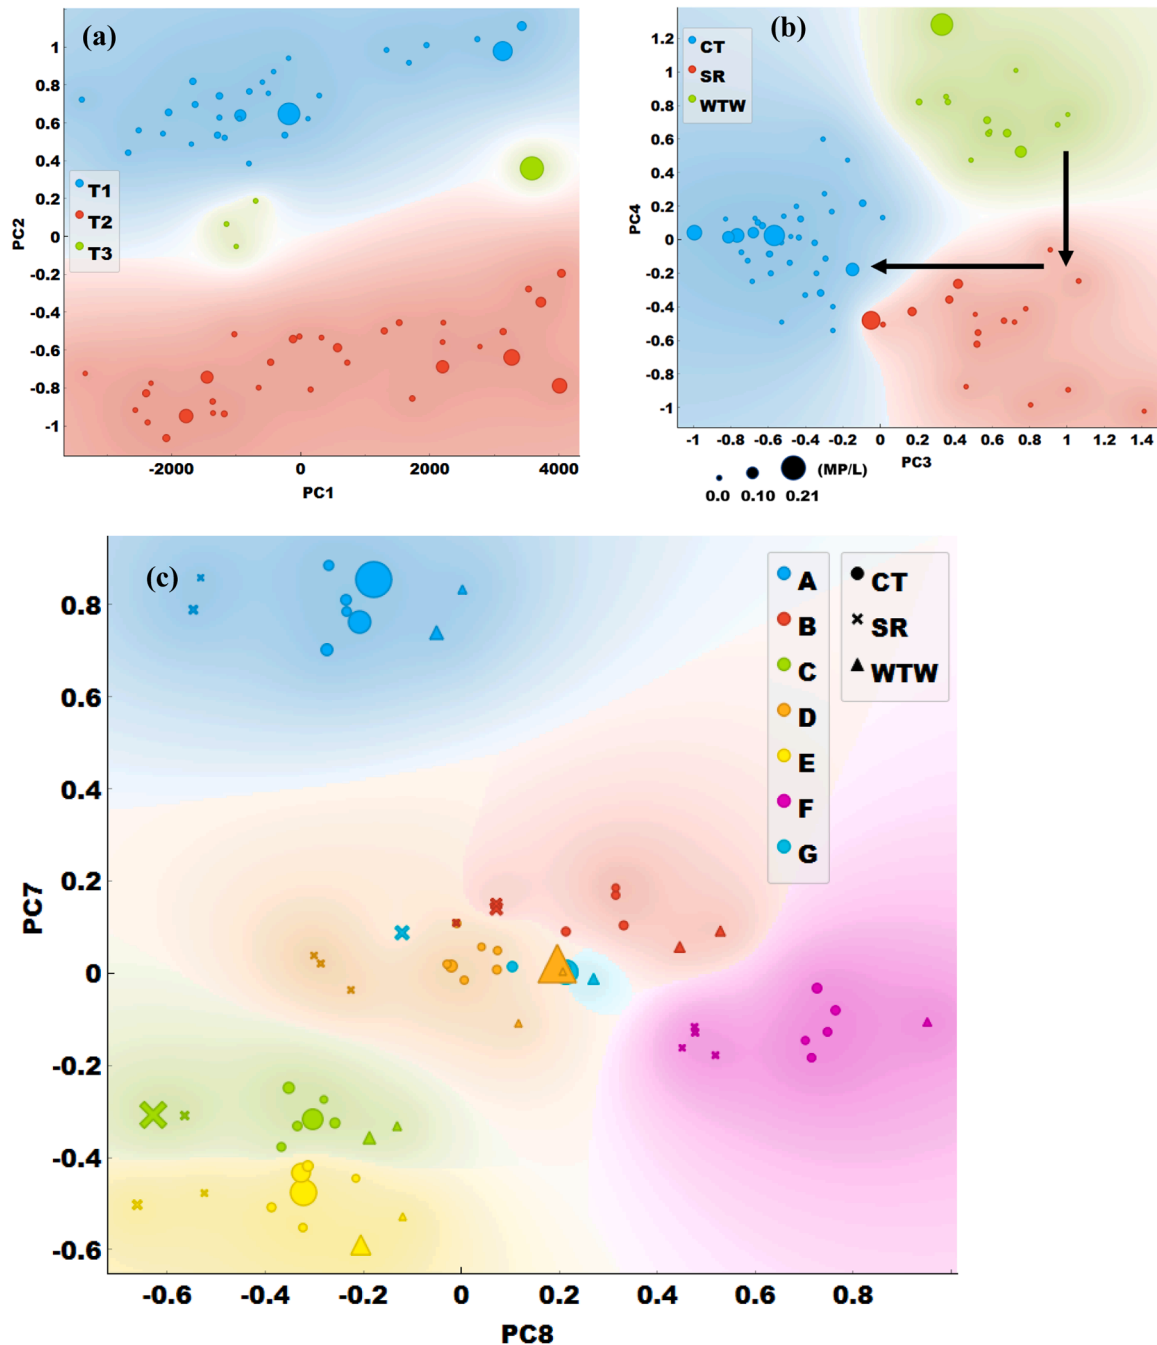 (a)
1
0.8
0.6
0.4
0.2
0
-0.2
-0.4
-0.6
-0.8
-1
PC2
T1
T2
T3
-2000 0 2000 4000
PC1
(b)
1.2
1
0.8
0.6
0.4
0.2
0
-0.2
-0.4
-0.6
-0.8
-1
PC4
CT
SR
WTW
-1 -0.8 -0.6 -0.4 -0.2 0 0.2 0.4 0.6 0.8 1 1.2 1.4
PC3
(MP/L)
0.0 0.10 0.21
(c)
0.8
0.6
0.4
0.2
0
-0.2
-0.4
-0.6
PC7
A
B
C
D
E
F
G
CT
SR
WTW
-0.6 -0.4 -0.2 0 0.2 0.4 0.6 0.8
PC8